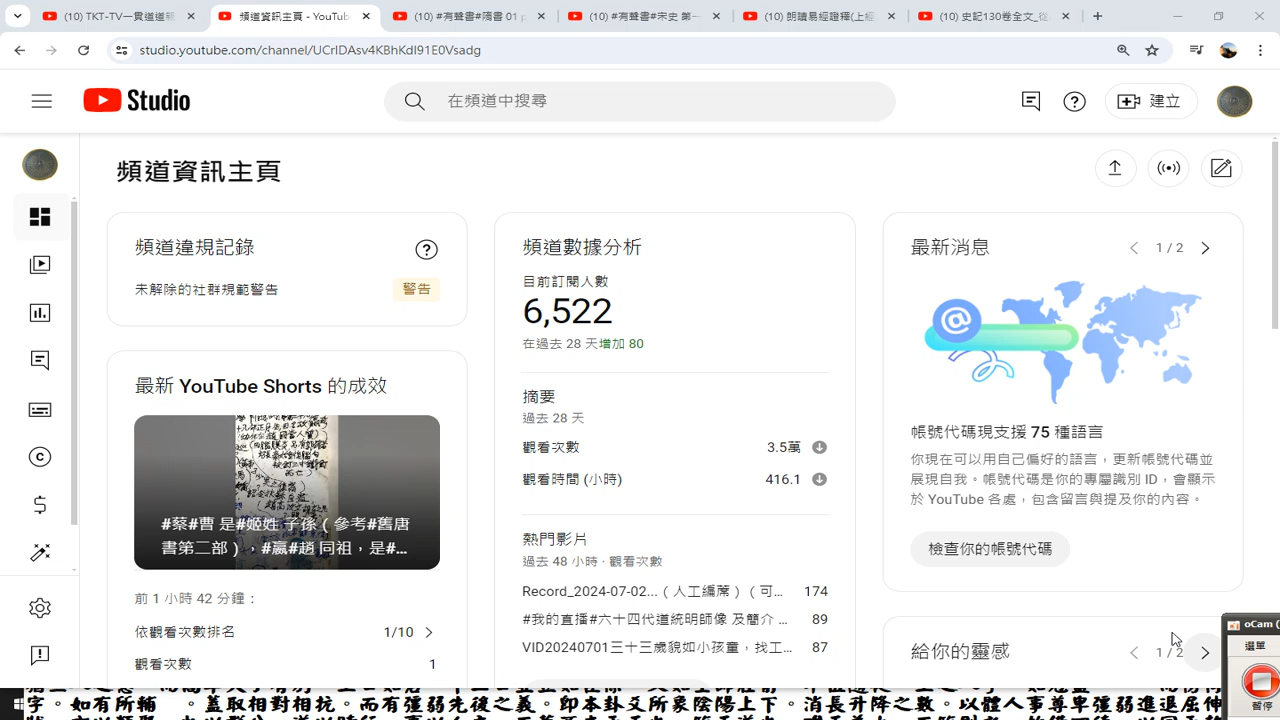 (10) TKT-TV一貫道道
頻道資訊主頁 - YouTub
(10) #有聲書#隋書 01 p
(10) #有聲書#宋史 第一
(10) 朗讀易經證釋(上經
(10) 史記130卷全文_從
studio.youtube.com/channel/UCrIDAsv4KBhKdI91E0Vsadg
Studio
在頻道中搜尋
建立
頻道資訊主頁
頻道違規記錄
未解除的社群規範警告
警告
最新 YouTube Shorts 的成效
#蔡#曹 是#姬姓 子孫（參考#舊唐
書第二部），#嬴#趙 同祖，是#...
前 1 小時 42 分鐘：
依觀看次數排名
1/10
觀看次數
1
頻道數據分析
目前訂閱人數
6,522
在過去 28 天增加 80
摘要
過去 28 天
觀看次數
3.5萬
觀看時間 (小時)
416.1
熱門影片
過去 48 小時 · 觀看次數
Record_2024-07-02...（人工編蓆）（可...
174
#我的直播#六十四代道統明師像 及簡介 ...
89
VID20240701三十三歲貌如小孩童，找工...
87
最新消息
1 / 2
帳號代碼現支援 75 種語言
你現在可以用自己偏好的語言，更新帳號代碼並
展現自我。帳號代碼是你的專屬識別 ID，會顯示
於 YouTube 各處，包含留言與提及你的內容。
檢查你的帳號代碼
給你的靈感
1 / 2
oCam (
選單
暫停
字。如有所輔　。蓋取相對相抗。而有強弱先後之義。即本卦爻所象陰陽上下。消長升降之數。以體人事尊卑強弱進退屈伸